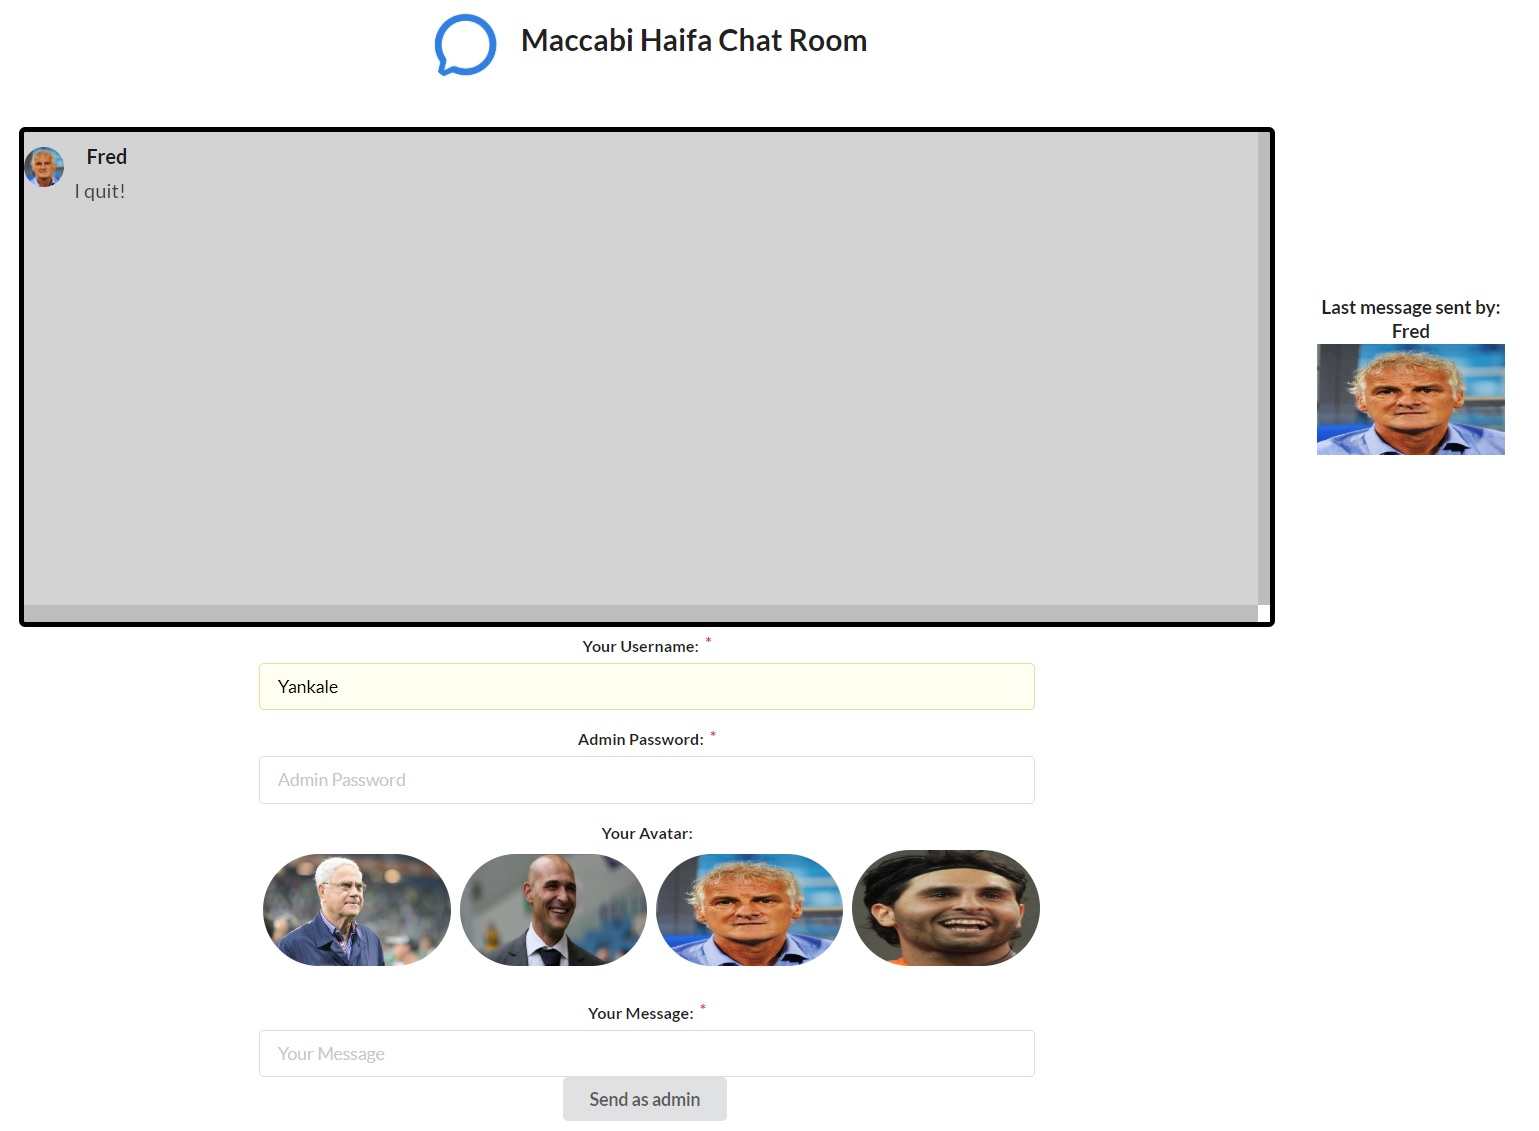 Maccabi Haifa Chat Room
Fred
I quit!
Last message sent by:
Fred
Your Username: *
Yankale
Admin Password: *
Admin Password
Your Avatar:
Your Message: *
Your Message
Send as admin